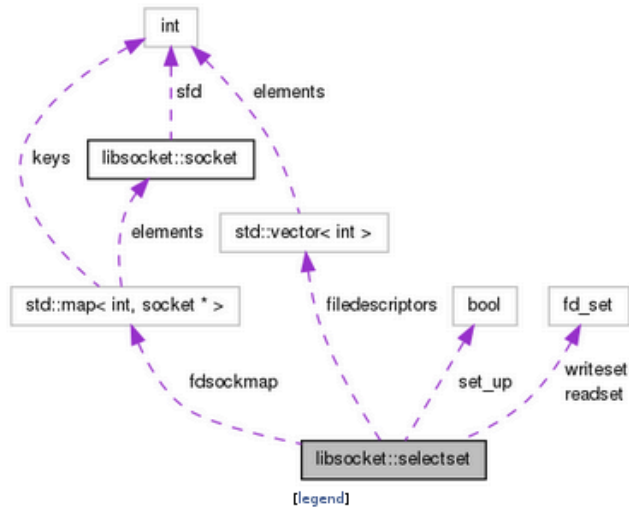 int
sfd
elements
keys
libsocket::socket
elements
std::vector< int >
std::map< int, socket * >
filedescriptors
bool
fd_set
fdsockmap
set_up
writeset
readset
libsocket::selectset
[legend]